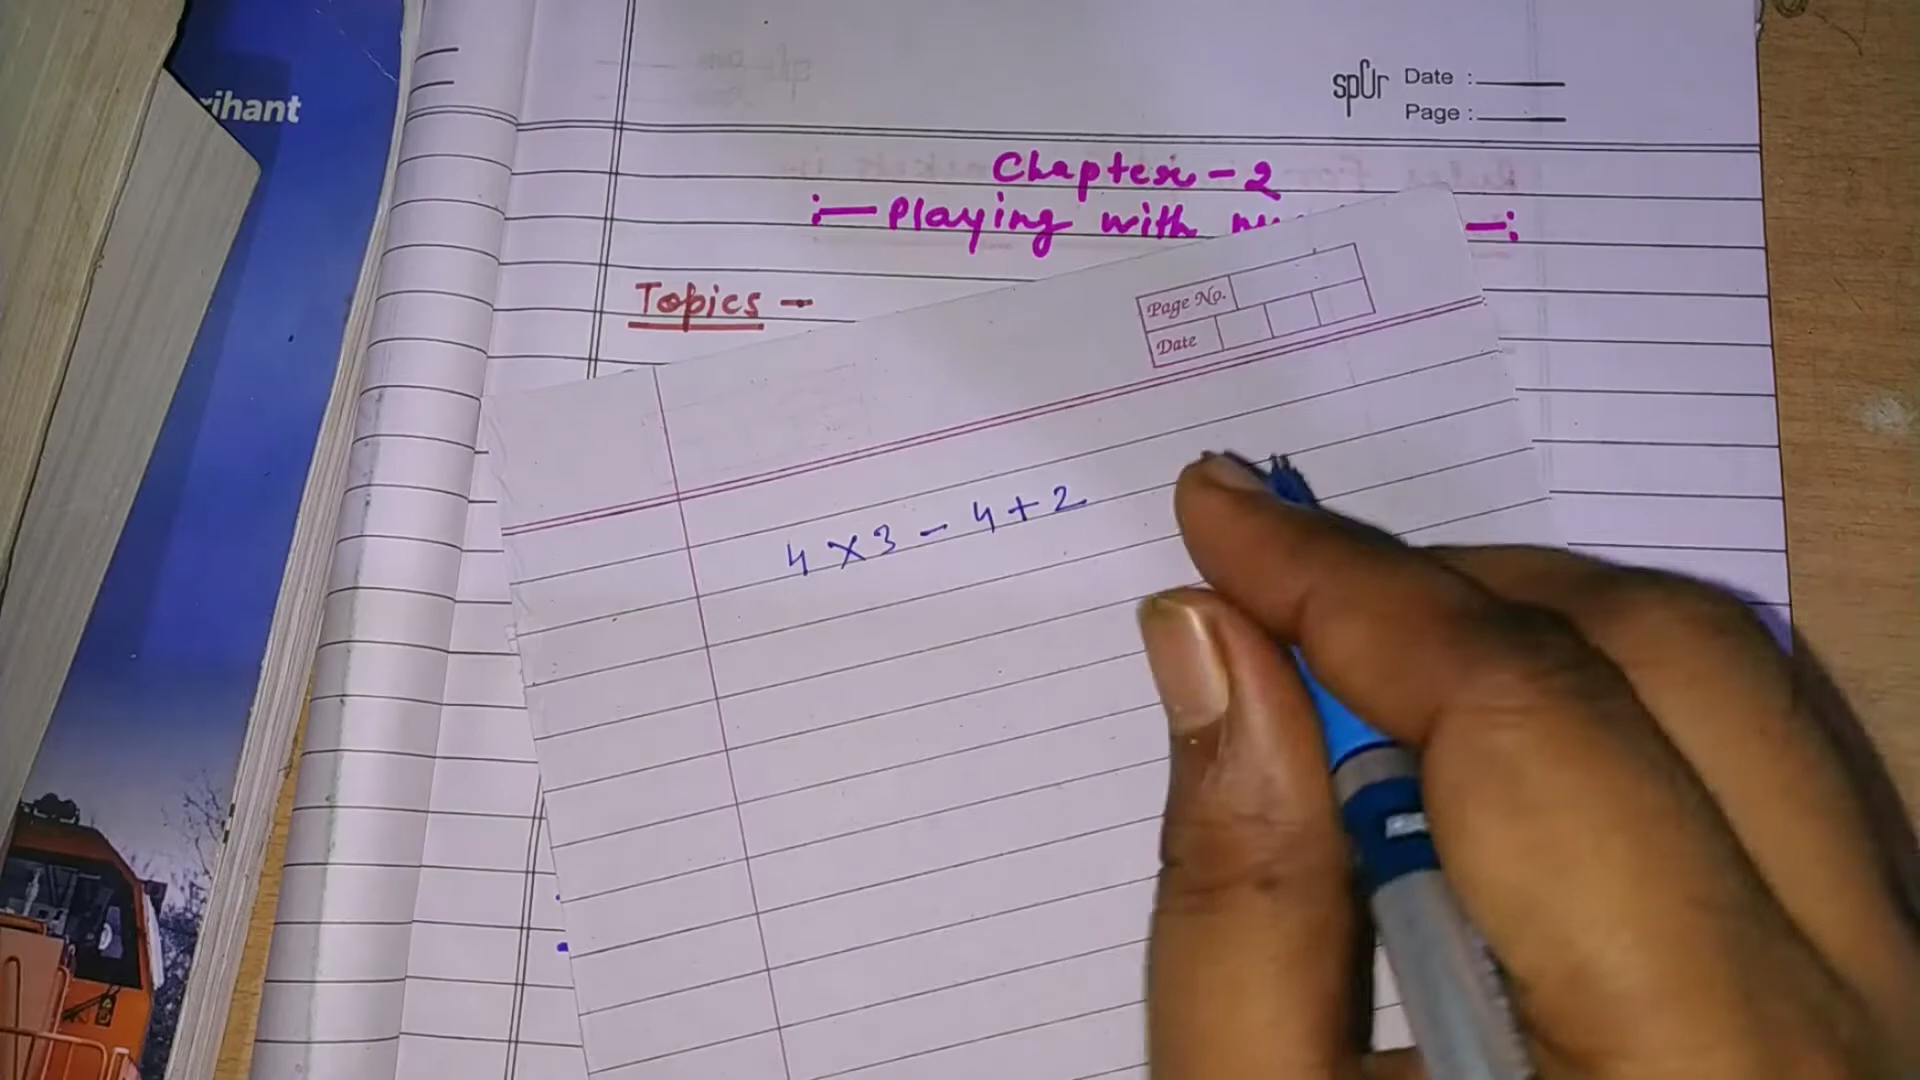 rihant
spUr Date :
Page :
Chapter - 2
:— Playing with —:
Topics -
Page No.
Date
4 × 3 - 4 + 2